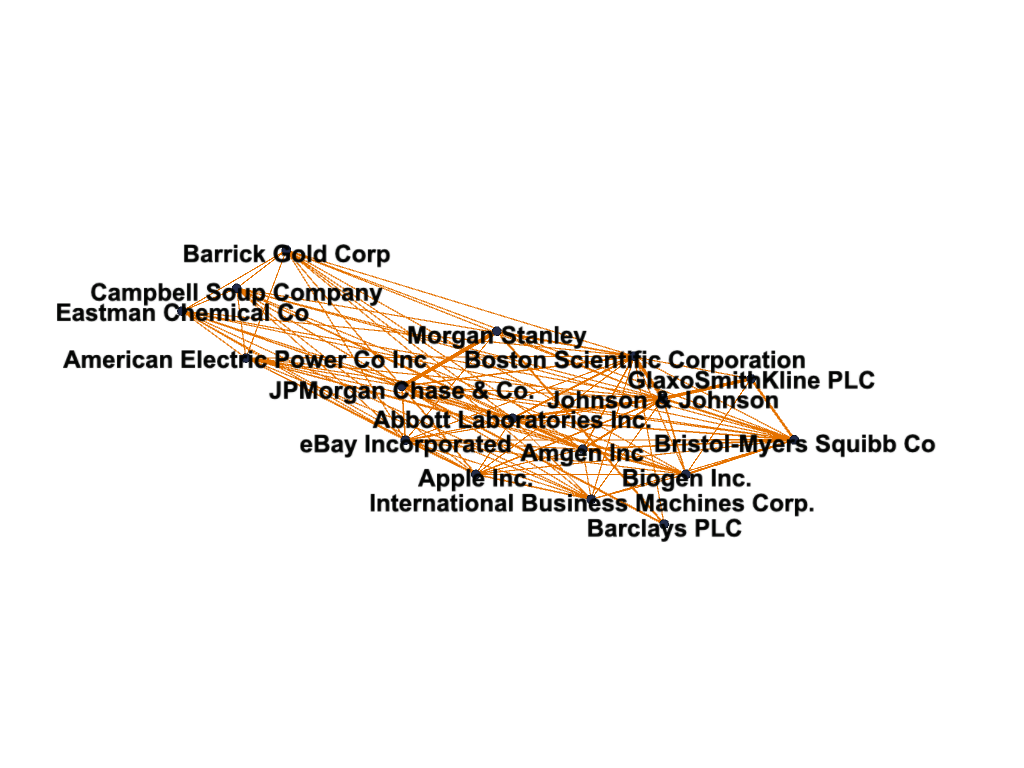 Barrick Gold Corp
Campbell Soup Company
Eastman Chemical Co
Morgan Stanley
American Electric Power Co Inc
Boston Scientific Corporation
GlaxoSmithKline PLC
JPMorgan Chase & Co.
Johnson & Johnson
Abbott Laboratories Inc.
eBay Incorporated
Bristol-Myers Squibb Co
Amgen Inc
Apple Inc.
Biogen Inc.
International Business Machines Corp.
Barclays PLC